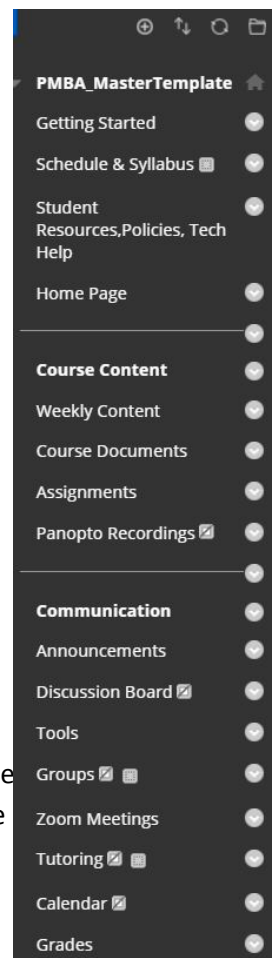 PMBA_MasterTemplate
Getting Started
Schedule & Syllabus
Student
Resources,Policies, Tech
Help
Home Page
Course Content
Weekly Content
Course Documents
Assignments
Panopto Recordings
Communication
Announcements
Discussion Board
Tools
e Groups
e Zoom Meetings
Tutoring
Calendar
Grades